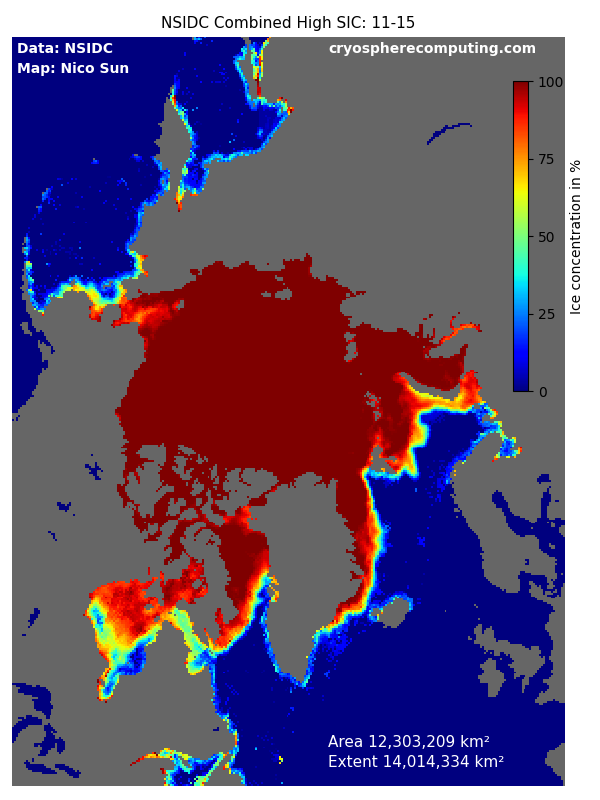 NSIDC Combined High SIC: 11-15
Data: NSIDC
Map: Nico Sun
cryospherecomputing.com
100
75
50
25
0
Ice concentration in %
Area 12,303,209 km²
Extent 14,014,334 km²